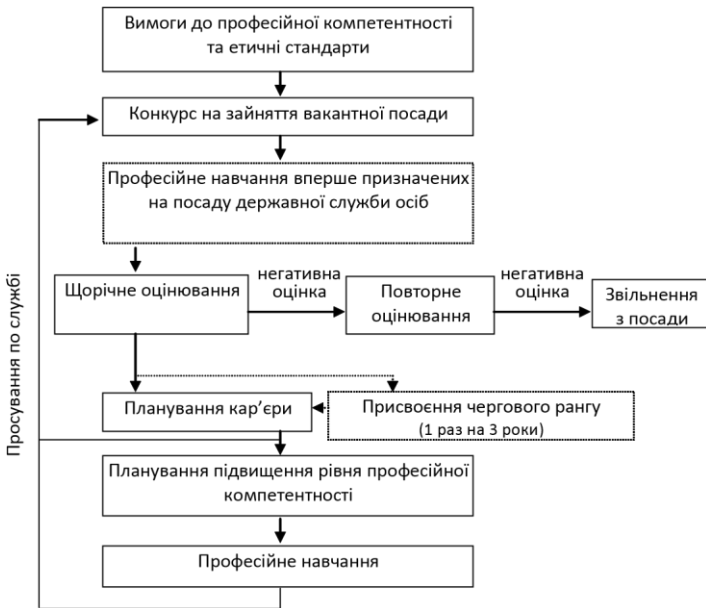 Вимоги до професійної компетентності
та етичні стандарти
Конкурс на зайняття вакантної посади
Професійне навчання вперше призначених
на посаду державної служби осіб
Щорічне оцінювання
негативна
оцінка
Повторне
оцінювання
негативна
оцінка
Звільнення
з посади
Просування по службі
Планування кар’єри
Присвоєння чергового рангу
(1 раз на 3 роки)
Планування підвищення рівня професійної
компетентності
Професійне навчання